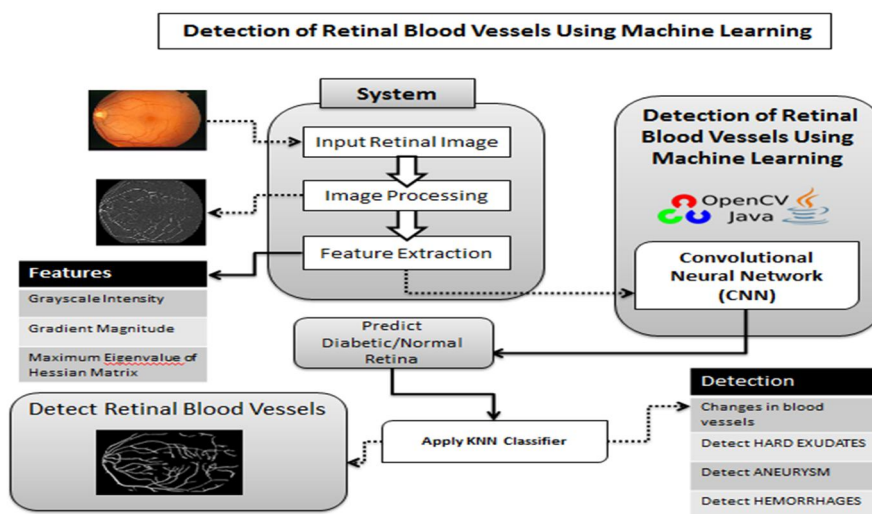 Detection of Retinal Blood Vessels Using Machine Learning
System
Input Retinal Image
Image Processing
Feature Extraction
Detection of Retinal
Blood Vessels Using
Machine Learning
OpenCV
Java
Convolutional
Neural Network
(CNN)
Features
Grayscale Intensity
Gradient Magnitude
Maximum Eigenvalue of
Hessian Matrix
Predict
Diabetic/Normal
Retina
Detect Retinal Blood Vessels
Apply KNN Classifier
Detection
Changes in blood
vessels
Detect HARD EXUDATES
Detect ANEURYSM
Detect HEMORRHAGES